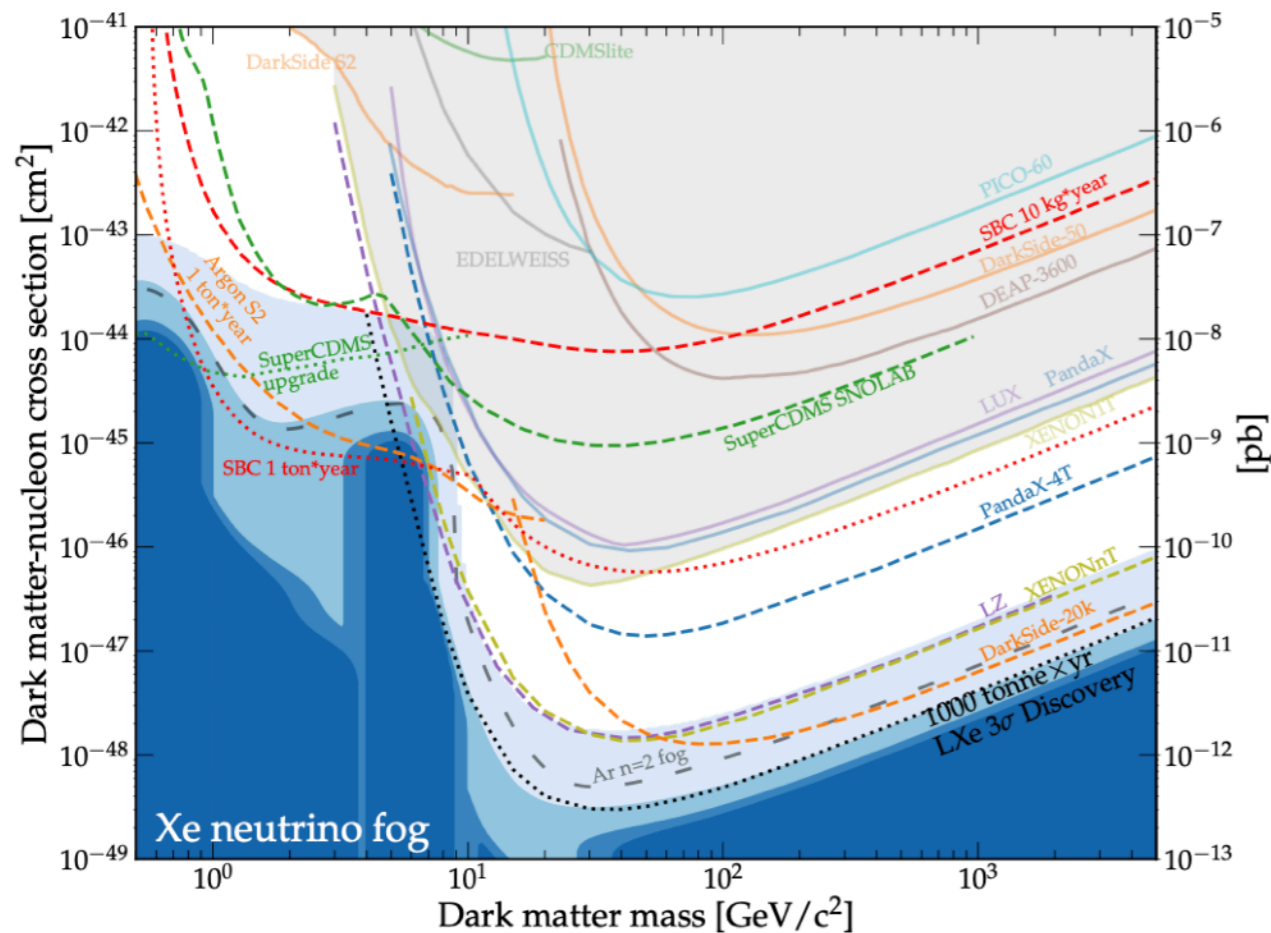 10⁻⁴¹
10⁻⁴²
10⁻⁴³
10⁻⁴⁴
10⁻⁴⁵
10⁻⁴⁶
10⁻⁴⁷
10⁻⁴⁸
10⁻⁴⁹
Dark matter-nucleon cross section [cm²]
DarkSide S2
CDMSlite
EDELWEISS
PICO-60
SBC 10 kg*year
DarkSide-50
DEAP-3600
Argon S2
1 ton*year
SuperCDMS
upgrade
SBC 1 ton*year
SuperCDMS SNOLAB
LUX
PandaX
XENON1T
PandaX-4T
LZ
XENONnT
DarkSide-20k
1000 tonne×yr
LXe 3σ Discovery
Ar n=2 fog
Xe neutrino fog
10⁻⁵
10⁻⁶
10⁻⁷
10⁻⁸
10⁻⁹
10⁻¹⁰
10⁻¹¹
10⁻¹²
10⁻¹³
[pb]
10⁰
10¹
10²
10³
Dark matter mass [GeV/c²]